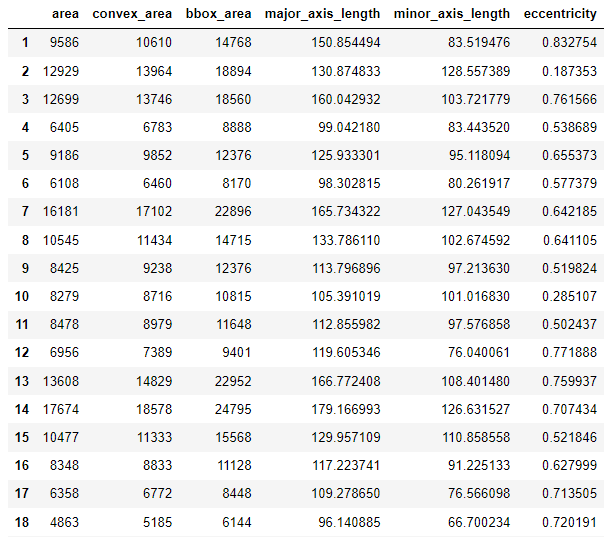 area convex_area bbox_area major_axis_length minor_axis_length eccentricity
1 9586 10610 14768 150.854494 83.519476 0.832754
2 12929 13964 18894 130.874833 128.557389 0.187353
3 12699 13746 18560 160.042932 103.721779 0.761566
4 6405 6783 8888 99.042180 83.443520 0.538689
5 9186 9852 12376 125.933301 95.118094 0.655373
6 6108 6460 8170 98.302815 80.261917 0.577379
7 16181 17102 22896 165.734322 127.043549 0.642185
8 10545 11434 14715 133.786110 102.674592 0.641105
9 8425 9238 12376 113.796896 97.213630 0.519824
10 8279 8716 10815 105.391019 101.016830 0.285107
11 8478 8979 11648 112.855982 97.576858 0.502437
12 6956 7389 9401 119.605346 76.040061 0.771888
13 13608 14829 22952 166.772408 108.401480 0.759937
14 17674 18578 24795 179.166993 126.631527 0.707434
15 10477 11333 15568 129.957109 110.858558 0.521846
16 8348 8833 11128 117.223741 91.225133 0.627999
17 6358 6772 8448 109.278650 76.566098 0.713505
18 4863 5185 6144 96.140885 66.700234 0.720191